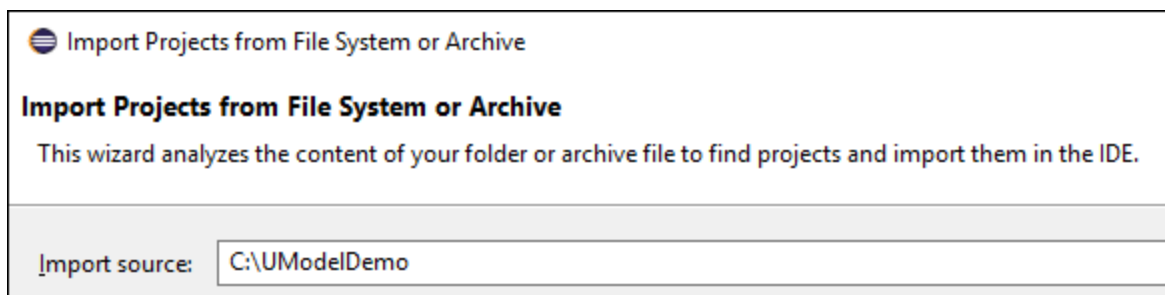 Import Projects from File System or Archive
Import Projects from File System or Archive
This wizard analyzes the content of your folder or archive file to find projects and import them in the IDE.
Import source: C:\UModelDemo